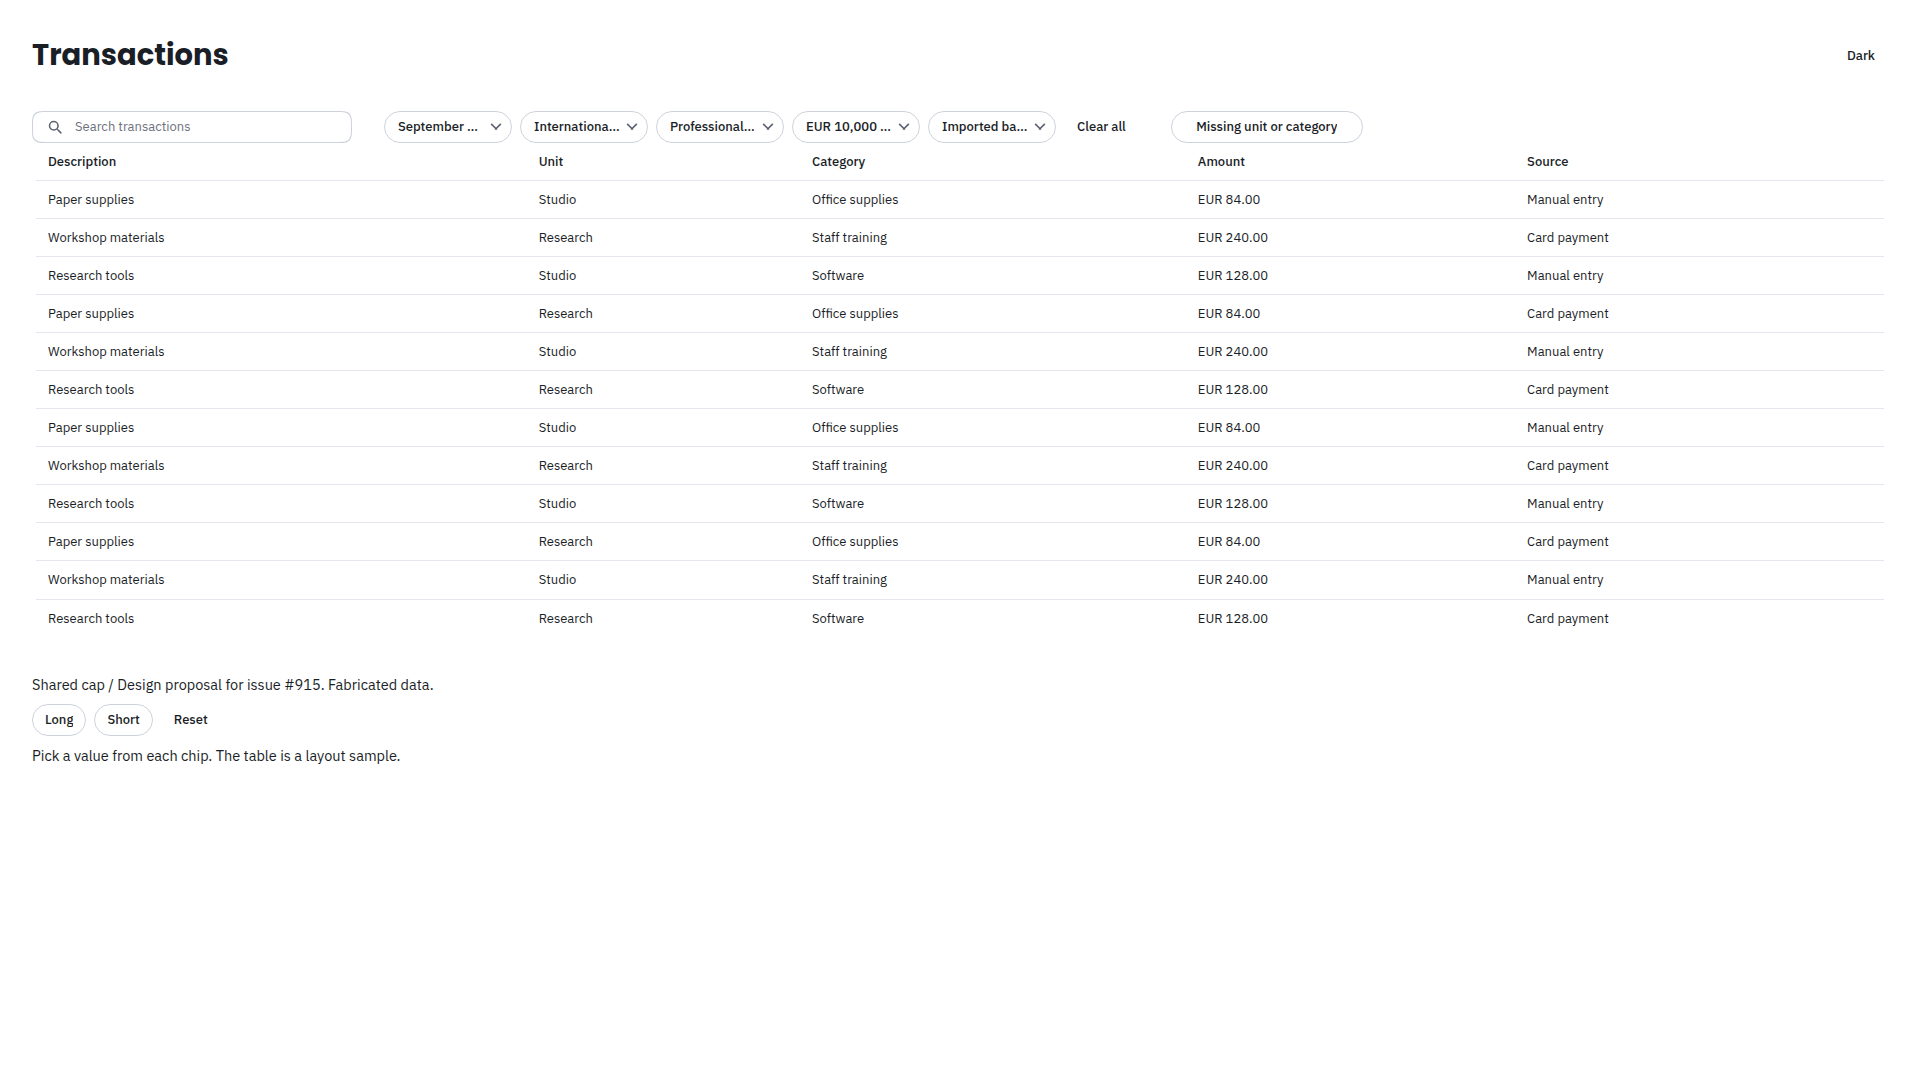 Transactions
Dark
Search transactions
September ...
Internationa...
Professional...
EUR 10,000 ...
Imported ba...
Clear all
Missing unit or category
Description Unit Category Amount Source
Paper supplies Studio Office supplies EUR 84.00 Manual entry
Workshop materials Research Staff training EUR 240.00 Card payment
Research tools Studio Software EUR 128.00 Manual entry
Paper supplies Research Office supplies EUR 84.00 Card payment
Workshop materials Studio Staff training EUR 240.00 Manual entry
Research tools Research Software EUR 128.00 Card payment
Paper supplies Studio Office supplies EUR 84.00 Manual entry
Workshop materials Research Staff training EUR 240.00 Card payment
Research tools Studio Software EUR 128.00 Manual entry
Paper supplies Research Office supplies EUR 84.00 Card payment
Workshop materials Studio Staff training EUR 240.00 Manual entry
Research tools Research Software EUR 128.00 Card payment
Shared cap / Design proposal for issue #915. Fabricated data.
Long Short Reset
Pick a value from each chip. The table is a layout sample.